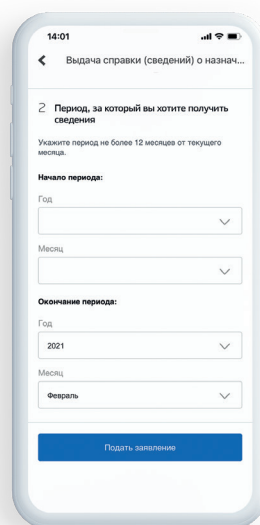 14:01
Выдача справки (сведений) о назнач...
2 Период, за который вы хотите получить
сведения
Укажите период не более 12 месяцев от текущего
месяца.
Начало периода:
Год
Месяц
Окончание периода:
Год
2021
Месяц
Февраль
Подать заявление